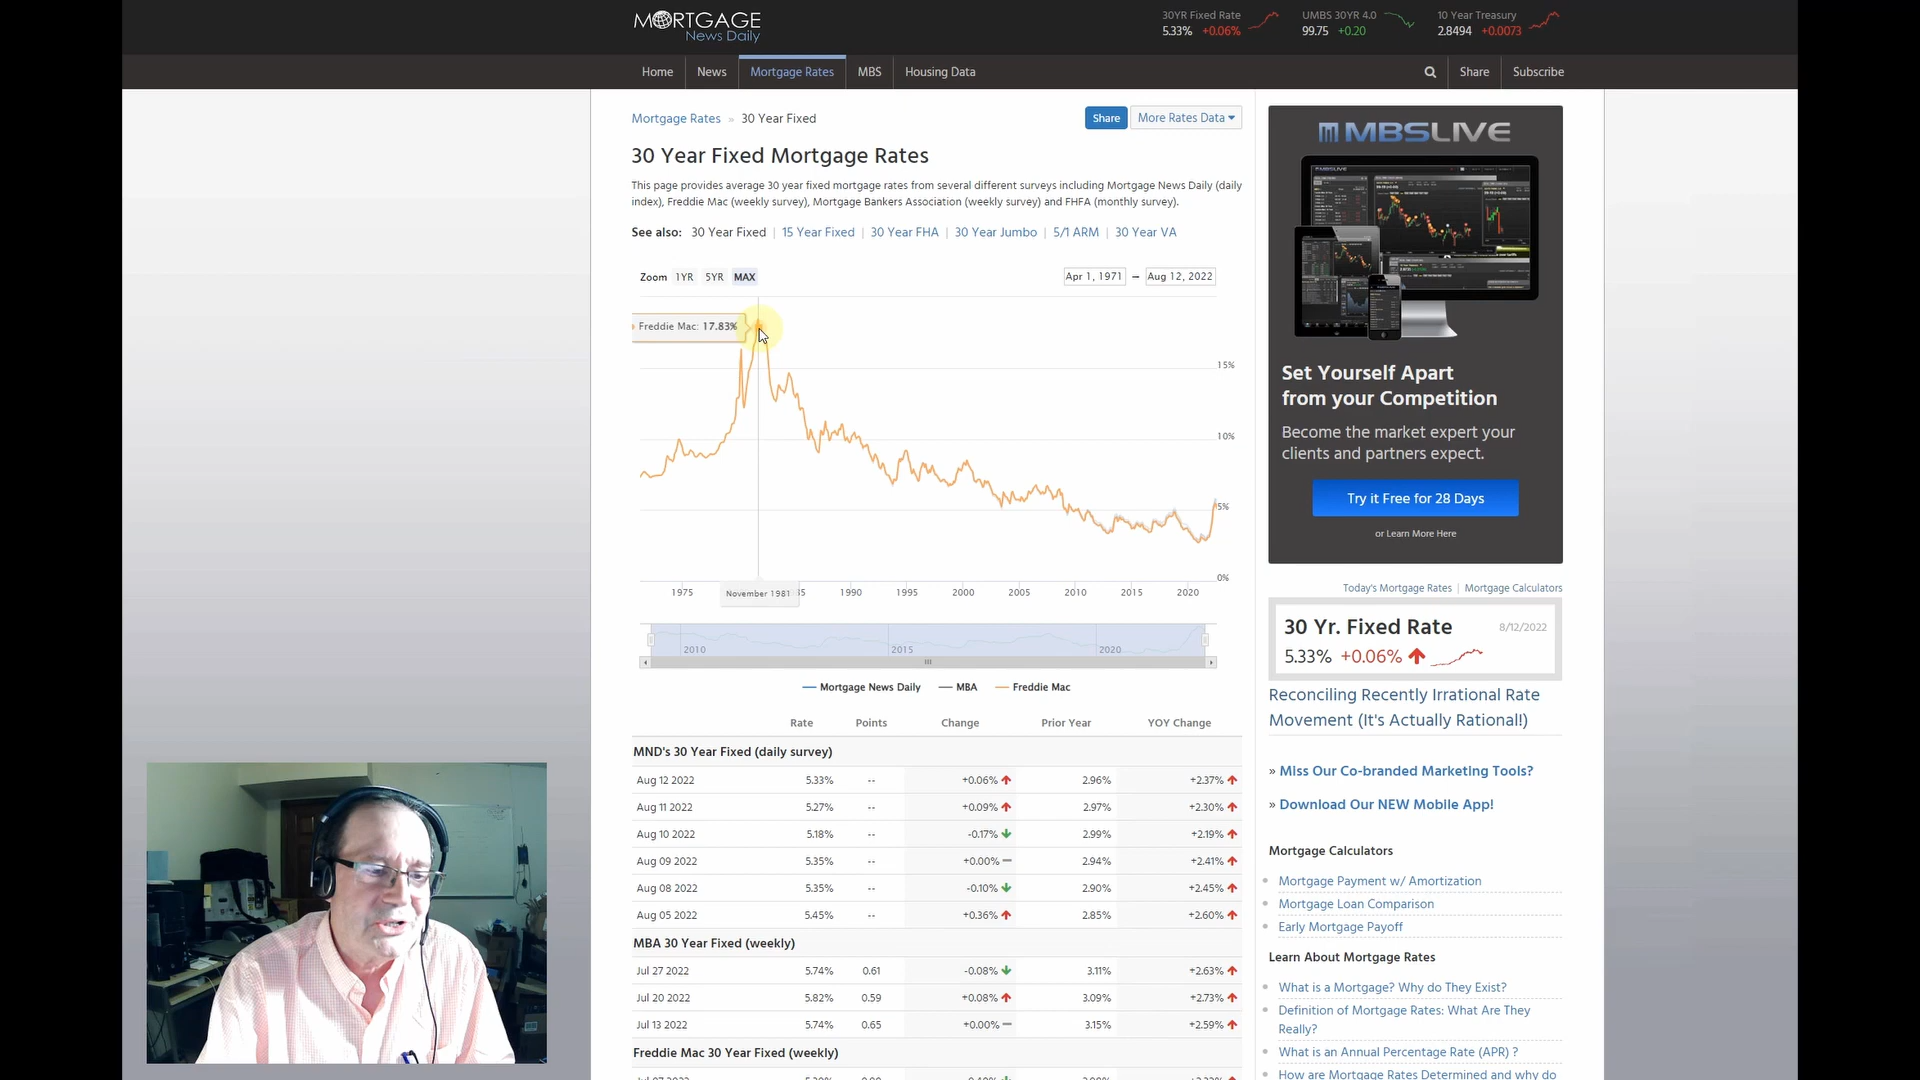 MORTGAGE
News Daily
30YR Fixed Rate
5.33% +0.06%
UMBS 30YR 4.0
99.75 +0.20
10 Year Treasury
2.8494 +0.0073
Home
News
Mortgage Rates
MBS
Housing Data
Share
Subscribe
Mortgage Rates » 30 Year Fixed
Share
More Rates Data
30 Year Fixed Mortgage Rates
This page provides average 30 year fixed mortgage rates from several different surveys including Mortgage News Daily (daily
index), Freddie Mac (weekly survey), Mortgage Bankers Association (weekly survey) and FHFA (monthly survey).
See also: 30 Year Fixed | 15 Year Fixed | 30 Year FHA | 30 Year Jumbo | 5/1 ARM | 30 Year VA
Zoom 1YR 5YR MAX
Apr 1, 1971 – Aug 12, 2022
Freddie Mac: 17.83%
15%
10%
5%
0%
1975 November 1981 35 1990 1995 2000 2005 2010 2015 2020
2010 2015 2020
Mortgage News Daily MBA Freddie Mac
Rate Points Change Prior Year YOY Change
MND's 30 Year Fixed (daily survey)
Aug 12 2022 5.33% -- +0.06% 2.96% +2.37%
Aug 11 2022 5.27% -- +0.09% 2.97% +2.30%
Aug 10 2022 5.18% -- -0.17% 2.99% +2.19%
Aug 09 2022 5.35% -- +0.00% 2.94% +2.41%
Aug 08 2022 5.35% -- -0.10% 2.90% +2.45%
Aug 05 2022 5.45% -- +0.36% 2.85% +2.60%
MBA 30 Year Fixed (weekly)
Jul 27 2022 5.74% 0.61 -0.08% 3.11% +2.63%
Jul 20 2022 5.82% 0.59 +0.08% 3.09% +2.73%
Jul 13 2022 5.74% 0.65 +0.00% 3.15% +2.59%
Freddie Mac 30 Year Fixed (weekly)
MBSLIVE
Set Yourself Apart
from your Competition
Become the market expert your
clients and partners expect.
Try it Free for 28 Days
or Learn More Here
Today's Mortgage Rates | Mortgage Calculators
30 Yr. Fixed Rate 8/12/2022
5.33% +0.06%
Reconciling Recently Irrational Rate
Movement (It's Actually Rational!)
» Miss Our Co-branded Marketing Tools?
» Download Our NEW Mobile App!
Mortgage Calculators
Mortgage Payment w/ Amortization
Mortgage Loan Comparison
Early Mortgage Payoff
Learn About Mortgage Rates
What is a Mortgage? Why do They Exist?
Definition of Mortgage Rates: What Are They
Really?
What is an Annual Percentage Rate (APR) ?
How are Mortgage Rates Determined and why do